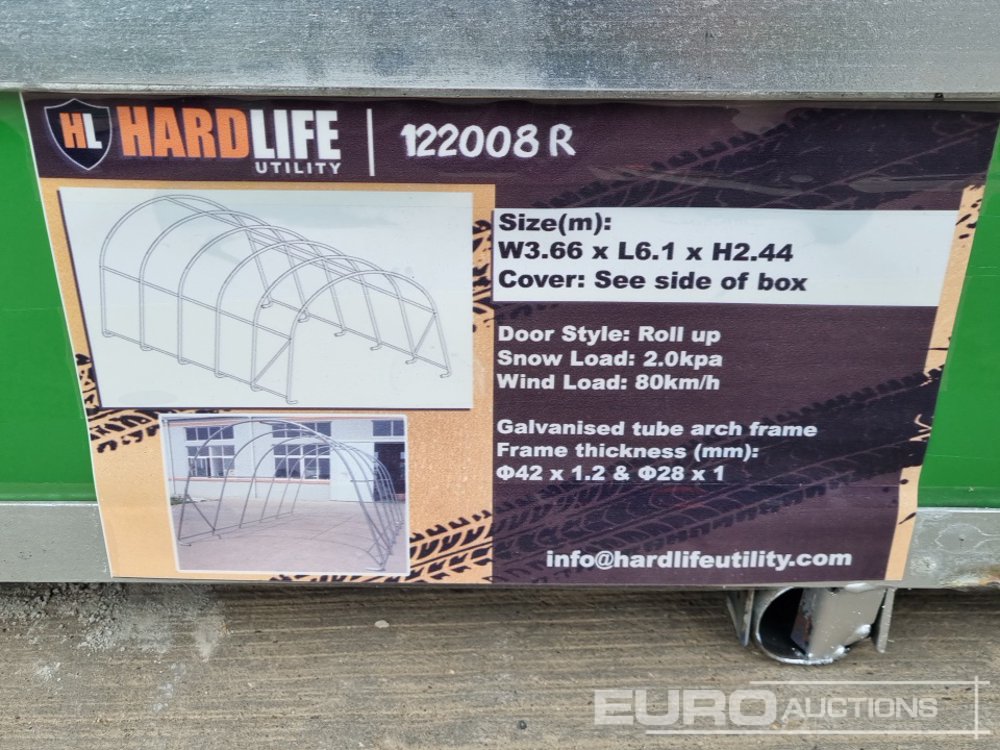 HL HARDLIFE UTILITY | 122008 R
Size(m):
W3.66 x L6.1 x H2.44
Cover: See side of box
Door Style: Roll up
Snow Load: 2.0kpa
Wind Load: 80km/h
Galvanised tube arch frame
Frame thickness (mm):
Φ42 x 1.2 & Φ28 x 1
info@hardlifeutility.com
EURO AUCTIONS